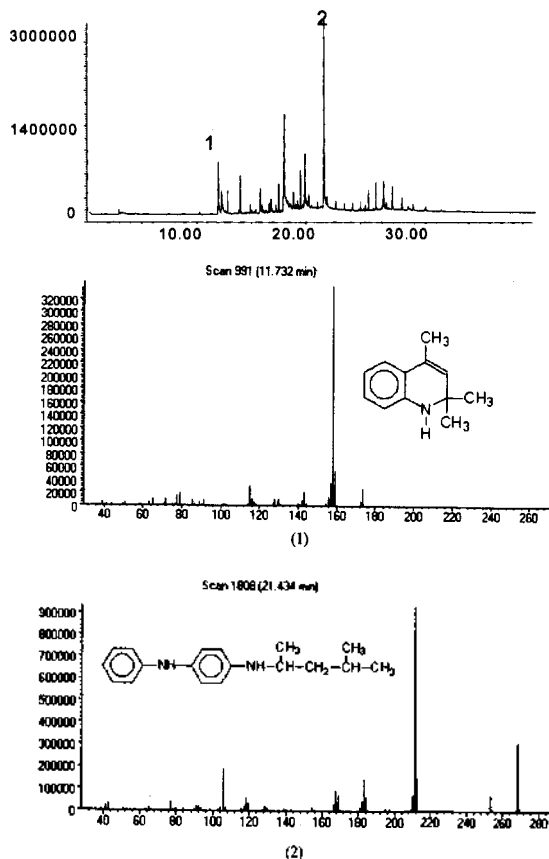 3000000
2
1400000
1
0
10.00 20.00 30.00
Scan 991 (11.732 min)
320000
300000
280000
260000
240000
220000
200000
180000
160000
140000
120000
100000
80000
60000
40000
20000
0
40 60 80 100 120 140 160 180 200 220 240 260
CH3
CH3
N
CH3
H
(1)
Scan 1808 (21.434 min)
900000
800000
700000
600000
500000
400000
300000
200000
100000
0
CH3 CH3
NH NH-CH-CH2-CH-CH3
40 60 80 100 120 140 160 180 200 220 240 260 280
(2)